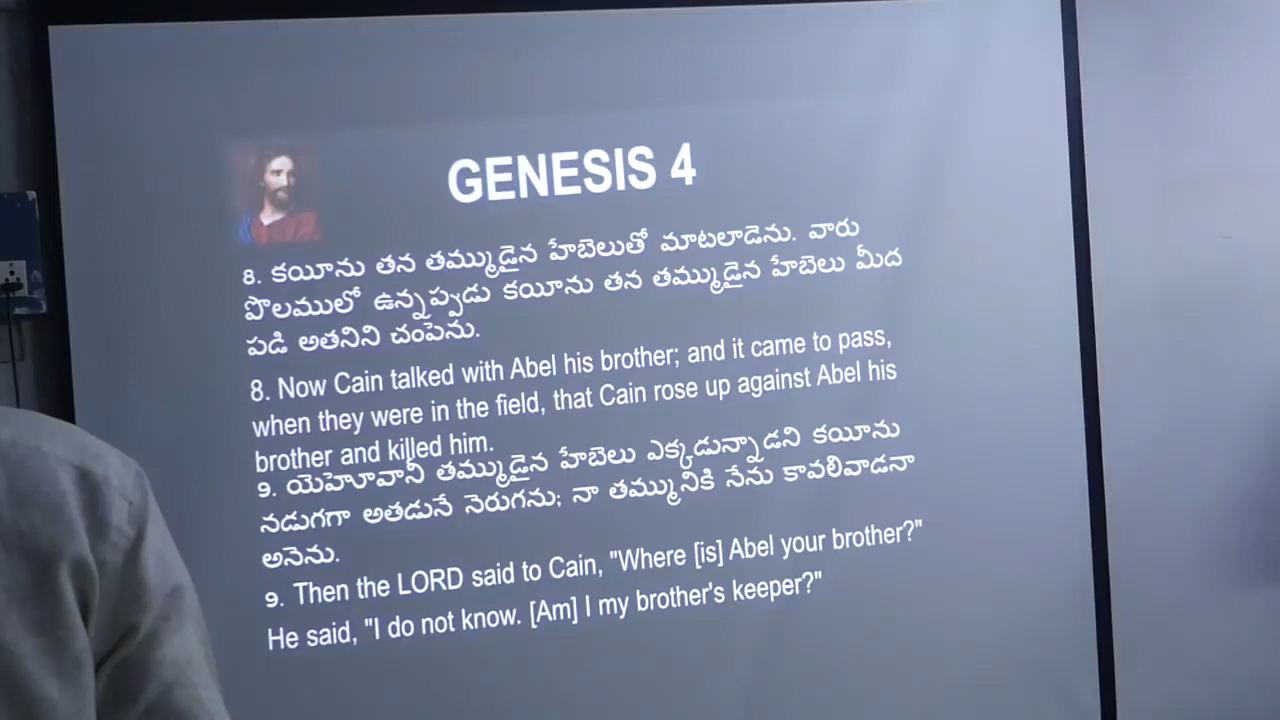 GENESIS 4
8. కయీను తన తమ్ముడైన హేబెలుతో మాటలాడెను. వారు
పొలములో ఉన్నప్పడు కయీను తన తమ్ముడైన హేబెలు మీద
పడి అతనిని చంపెను.
8. Now Cain talked with Abel his brother; and it came to pass,
when they were in the field, that Cain rose up against Abel his
brother and killed him.
9. యెహూవానీ తమ్ముడైన హేబెలు ఎక్కడున్నాడని కయీను
నడుగగా అతడునే నెరుగను; నా తమ్మునికి నేను కావలివాడనా
అనెను.
9. Then the LORD said to Cain, "Where [is] Abel your brother?"
He said, "I do not know. [Am] I my brother's keeper?"